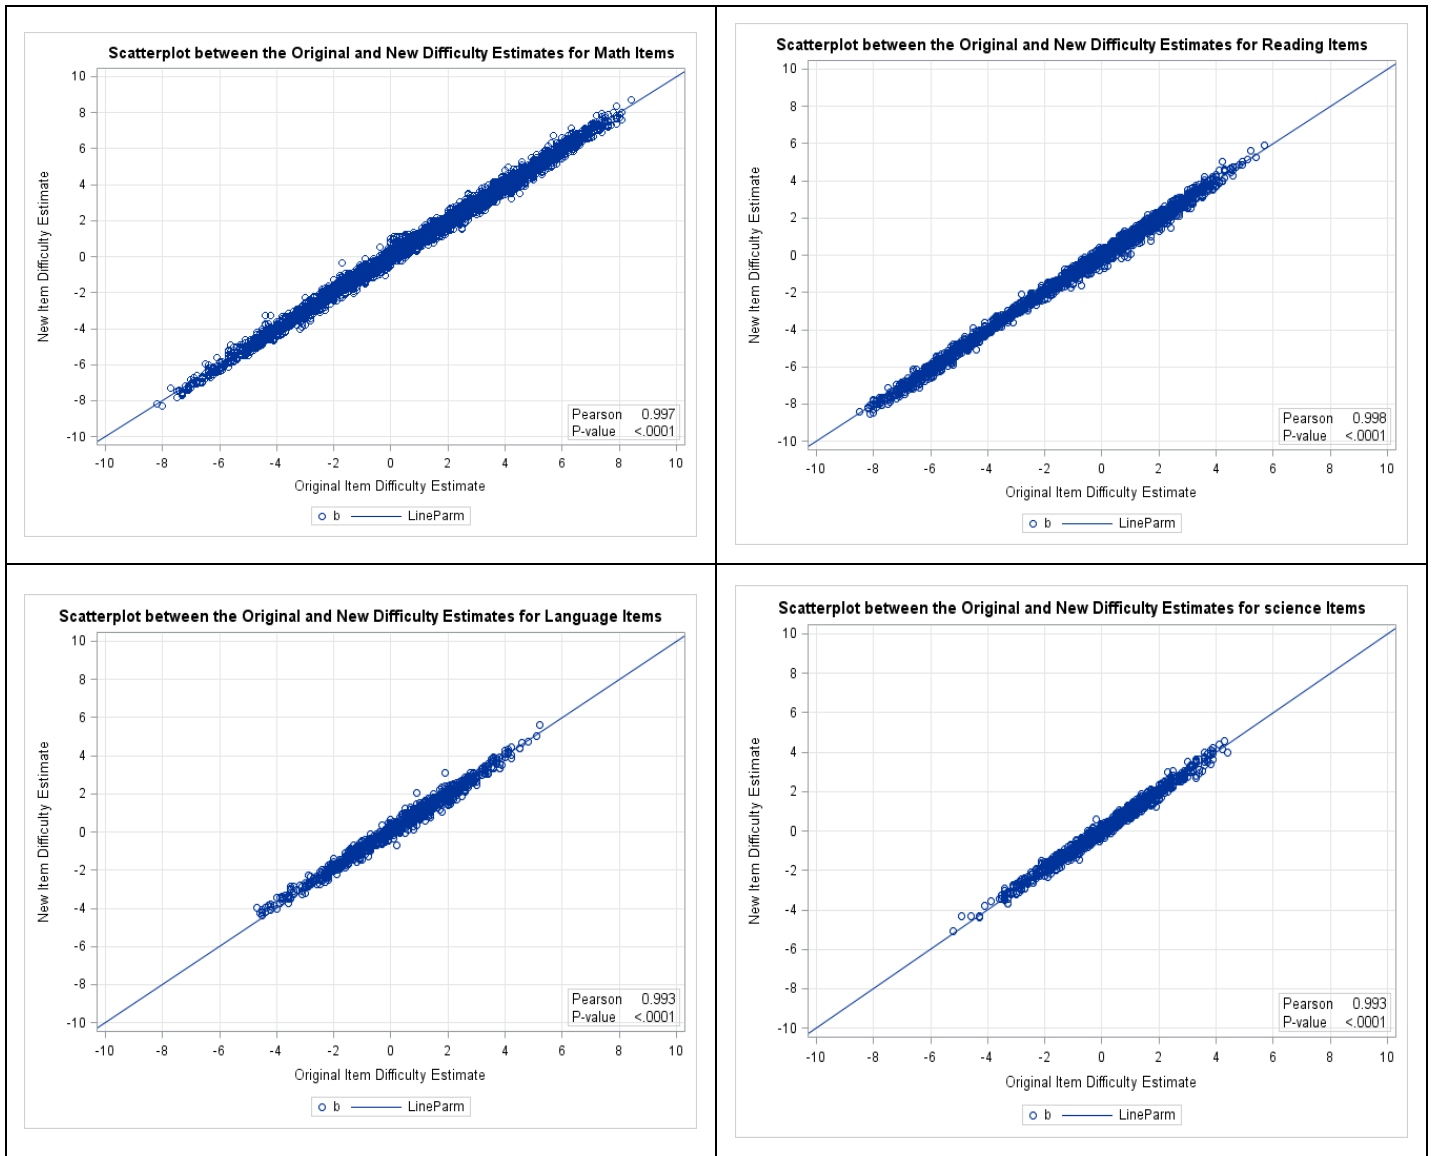 Scatterplot between the Original and New Difficulty Estimates for Math Items
10
8
6
4
2
0
-2
-4
-6
-8
-10
New Item Difficulty Estimate
Pearson 0.997
P-value <.0001
-10 -8 -6 -4 -2 0 2 4 6 8 10
Original Item Difficulty Estimate
b LineParm
Scatterplot between the Original and New Difficulty Estimates for Reading Items
10
8
6
4
2
0
-2
-4
-6
-8
-10
New Item Difficulty Estimate
Pearson 0.998
P-value <.0001
-10 -8 -6 -4 -2 0 2 4 6 8 10
Original Item Difficulty Estimate
b LineParm
Scatterplot between the Original and New Difficulty Estimates for Language Items
10
8
6
4
2
0
-2
-4
-6
-8
-10
New Item Difficulty Estimate
Pearson 0.993
P-value <.0001
-10 -8 -6 -4 -2 0 2 4 6 8 10
Original Item Difficulty Estimate
b LineParm
Scatterplot between the Original and New Difficulty Estimates for science Items
10
8
6
4
2
0
-2
-4
-6
-8
-10
New Item Difficulty Estimate
Pearson 0.993
P-value <.0001
-10 -8 -6 -4 -2 0 2 4 6 8 10
Original Item Difficulty Estimate
b LineParm